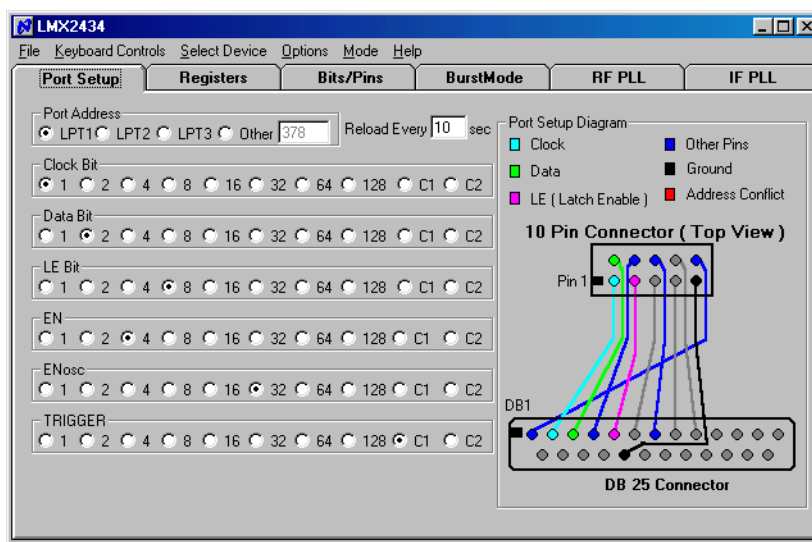 LMX2434
File Keyboard Controls Select Device Options Mode Help
Port Setup Registers Bits/Pins BurstMode RF PLL IF PLL
Port Address
LPT1 LPT2 LPT3 Other 378 Reload Every 10 sec
Clock Bit
1 2 4 8 16 32 64 128 C1 C2
Data Bit
1 2 4 8 16 32 64 128 C1 C2
LE Bit
1 2 4 8 16 32 64 128 C1 C2
EN
1 2 4 8 16 32 64 128 C1 C2
ENosc
1 2 4 8 16 32 64 128 C1 C2
TRIGGER
1 2 4 8 16 32 64 128 C1 C2
Port Setup Diagram
Clock Other Pins
Data Ground
LE ( Latch Enable ) Address Conflict
10 Pin Connector ( Top View )
Pin 1
DB1
DB 25 Connector